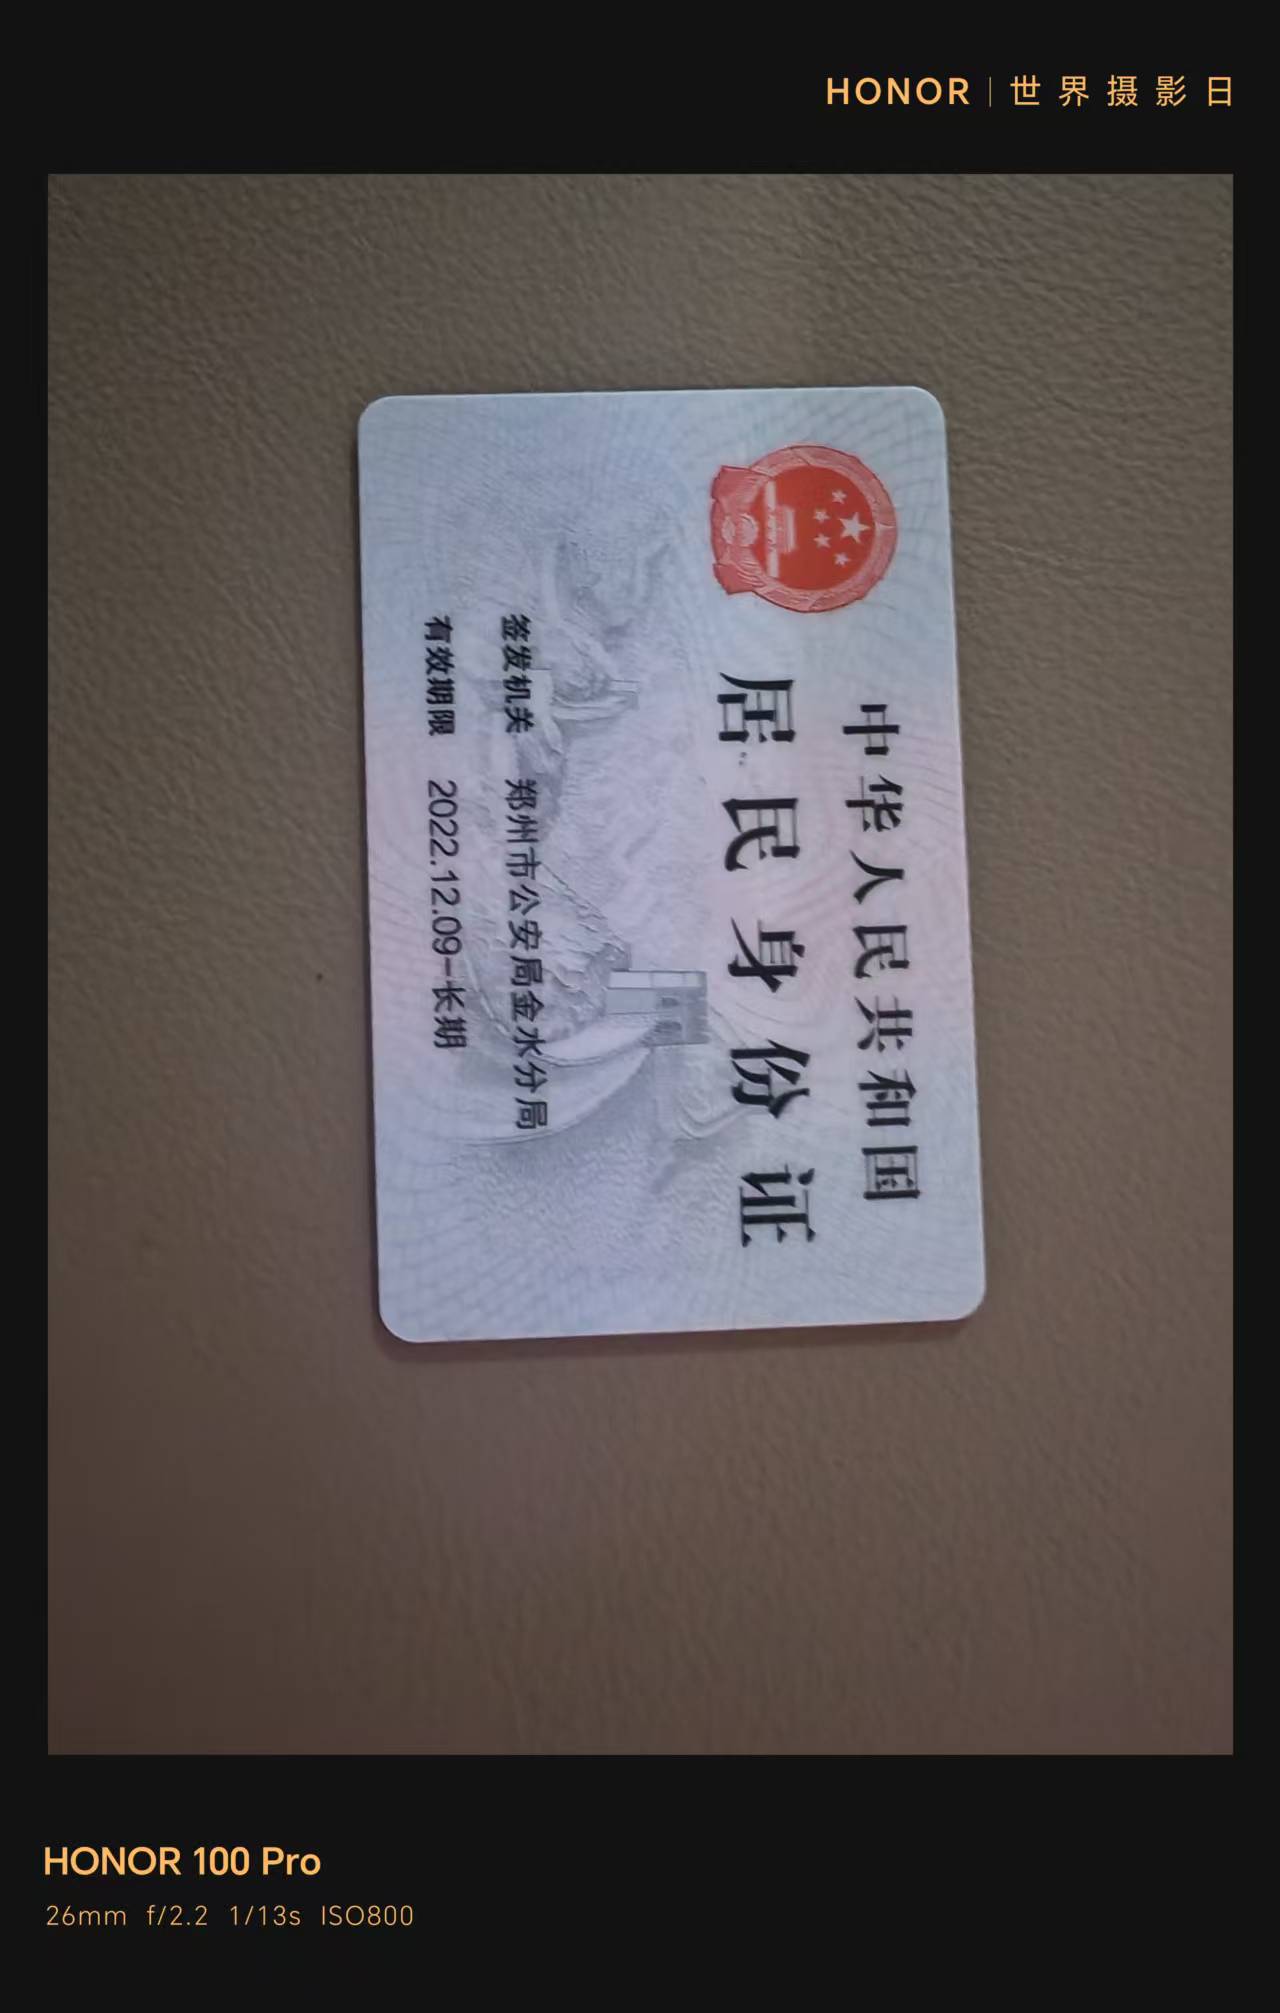 HONOR | 世界摄影日
中华人民共和国
居民身份证
签发机关 郑州市公安局金水分局
有效期限 2022.12.09-长期
HONOR 100 Pro
26mm f/2.2 1/13s ISO800